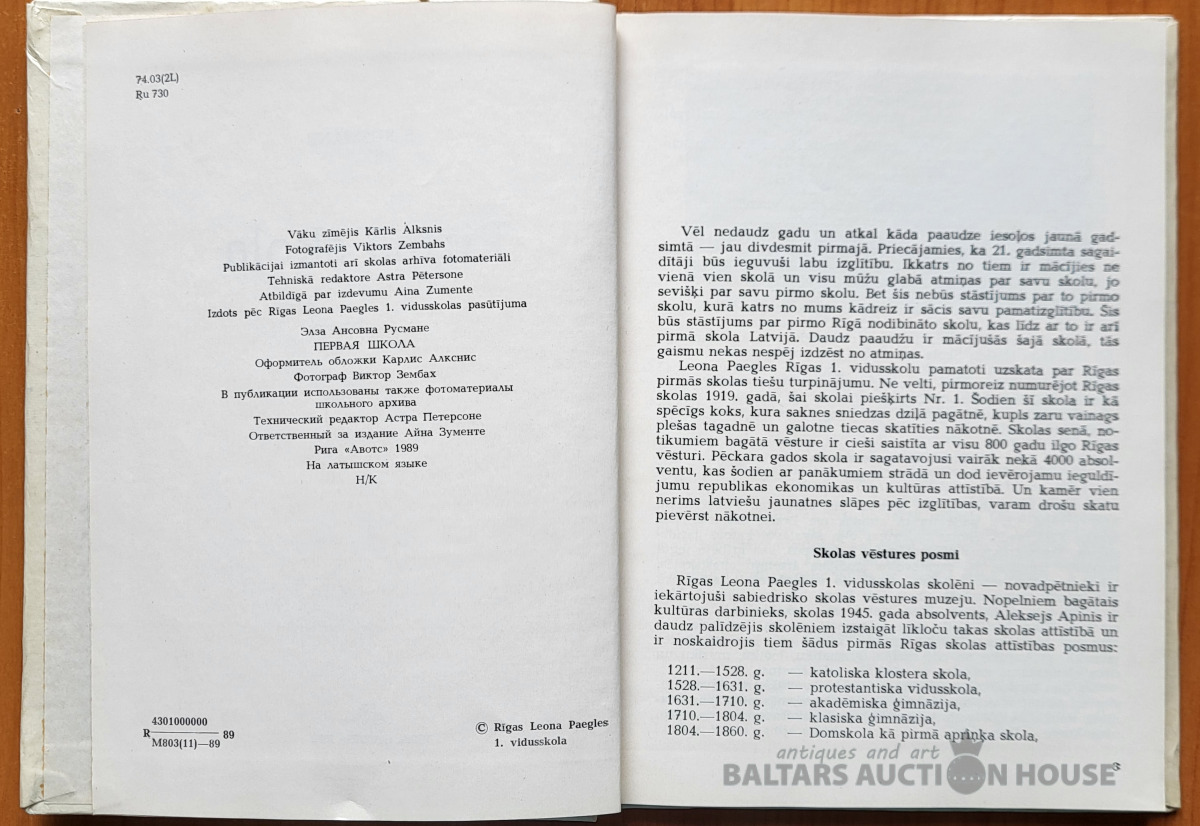 74.03(2L)
Ru 730
Vāku zīmējis Kārlis Alksnis
Fotografējis Viktors Zembahs
Publikācijai izmantoti arī skolas arhīva fotomateriāli
Tehniskā redaktore Astra Pētersone
Atbildīgā par izdevumu Aina Zumente
Izdots pēc Rīgas Leona Paegles 1. vidusskolas pasūtījuma
Элза Ансовна Русмане
ПЕРВАЯ ШКОЛА
Оформитель обложки Карлис Алкснис
Фотограф Виктор Зембах
В публикации использованы также фотоматериалы
школьного архива
Технический редактор Астра Петерсоне
Ответственный за издание Айна Зументе
Рига «Авотс» 1989
На латышском языке
Н/К
R 4301000000 89
M803(11)—89
© Rīgas Leona Paegles
1. vidusskola
Vēl nedaudz gadu un atkal kāda paaudze iesoļos jaunā gad-
simtā — jau divdesmit pirmajā. Priecājamies, ka 21. gadsimta sagai-
dītāji būs ieguvuši labu izglītību. Ikkatrs no tiem ir mācījies ne
vienā vien skolā un visu mūžu glabā atmiņas par savu skolu, jo
sevišķi par savu pirmo skolu. Bet šis nebūs stāstījums par to pirmo
skolu, kurā katrs no mums kādreiz ir sācis savu pamatizglītību. Šis
būs stāstījums par pirmo Rīgā nodibināto skolu, kas līdz ar to ir arī
pirmā skola Latvijā. Daudz paaudžu ir mācījušās šajā skolā, tās
gaismu nekas nespēj izdzēst no atmiņas.
Leona Paegles Rīgas 1. vidusskolu pamatoti uzskata par Rīgas
pirmās skolas tiešu turpinājumu. Ne velti, pirmoreiz numurējot Rīgas
skolas 1919. gadā, šai skolai piešķirts Nr. 1. Šodien šī skola ir kā
spēcīgs koks, kura saknes sniedzas dziļā pagātnē, kupls zaru vainags
plešas tagadnē un galotne tiecas skatīties nākotnē. Skolas senā, no-
tikumiem bagātā vēsture ir cieši saistīta ar visu 800 gadu ilgo Rīgas
vēsturi. Pēckara gados skola ir sagatavojusi vairāk nekā 4000 absol-
ventu, kas šodien ar panākumiem strādā un dod ievērojamu ieguldī-
jumu republikas ekonomikas un kultūras attīstībā. Un kamēr vien
nerims latviešu jaunatnes slāpes pēc izglītības, varam drošu skatu
pievērst nākotnei.
Skolas vēstures posmi
Rīgas Leona Paegles 1. vidusskolas skolēni — novadpētnieki ir
iekārtojuši sabiedrisko skolas vēstures muzeju. Nopelniem bagātais
kultūras darbinieks, skolas 1945. gada absolvents, Aleksejs Apinis ir
daudz palīdzējis skolēniem izstaigāt līkloču takas skolas attīstībā un
ir noskaidrojis tiem šādus pirmās Rīgas skolas attīstības posmus:
1211.—1528. g. — katoliska klostera skola,
1528.—1631. g. — protestantiska vidusskola,
1631.—1710. g. — akadēmiska ģimnāzija,
1710.—1804. g. — klasiska ģimnāzija,
1804.—1860. g. — Domskola kā pirmā apriņķa skola,
3
antiques and art
BALTARS AUCTION HOUSE